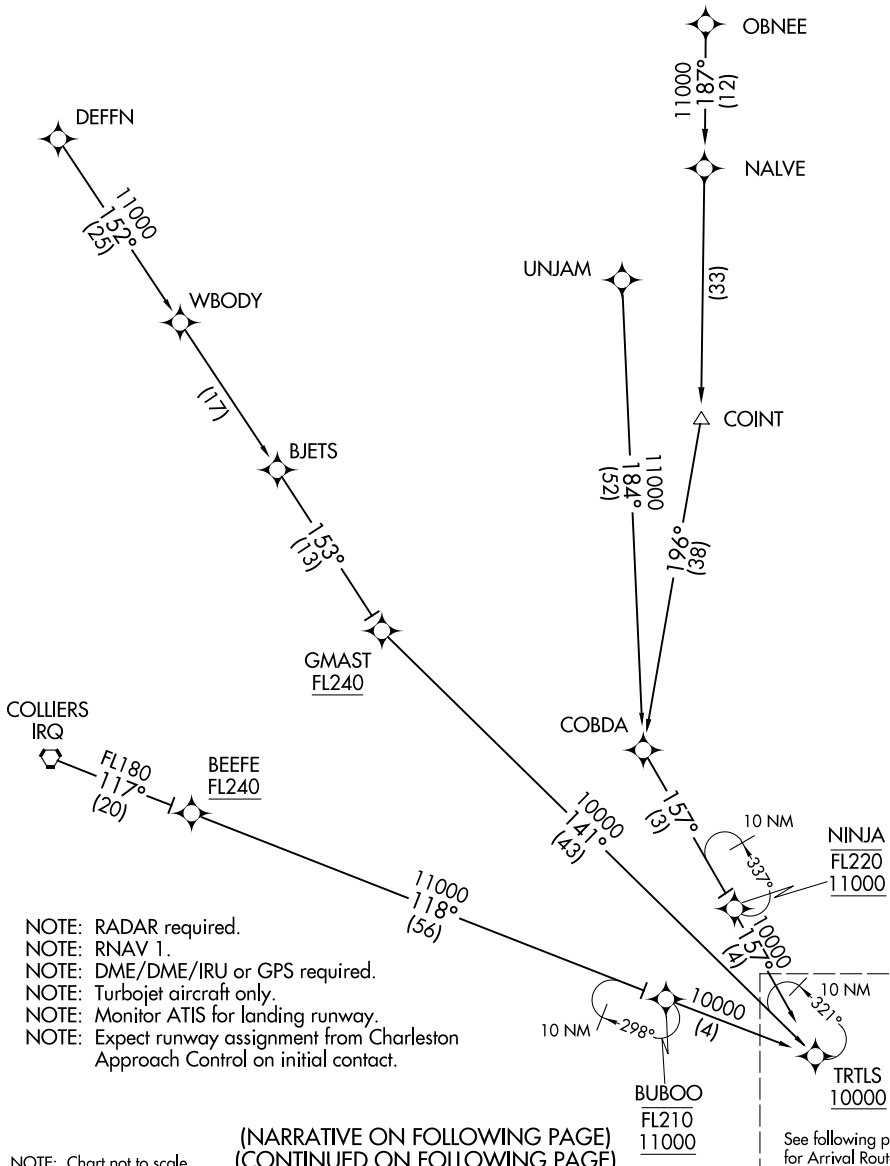 OBNEE
11000
187°
(12)
DEFFN
NALVE
11000
152°
(25)
UNJAM
WBODY
(33)
(17)
COINT
BJETS
11000
184°
(52)
153°
(13)
196°
(38)
GMAST
FL240
COLLIERS
IRQ
COBDA
FL180
117°
(20)
BEEFE
FL240
157°
(3)
10 NM
10000
141°
(43)
NINJA
FL220
11000
337°
11000
118°
(56)
10000
157°
(4)
NOTE: RADAR required.
NOTE: RNAV 1.
NOTE: DME/DME/IRU or GPS required.
NOTE: Turbojet aircraft only.
NOTE: Monitor ATIS for landing runway.
NOTE: Expect runway assignment from Charleston
Approach Control on initial contact.
10 NM
321°
10 NM
298°
10000
(4)
TRTLS
10000
BUBOO
FL210
11000
(NARRATIVE ON FOLLOWING PAGE)
(CONTINUED ON FOLLOWING PAGE)
NOTE: Chart not to scale
See following p
for Arrival Rout